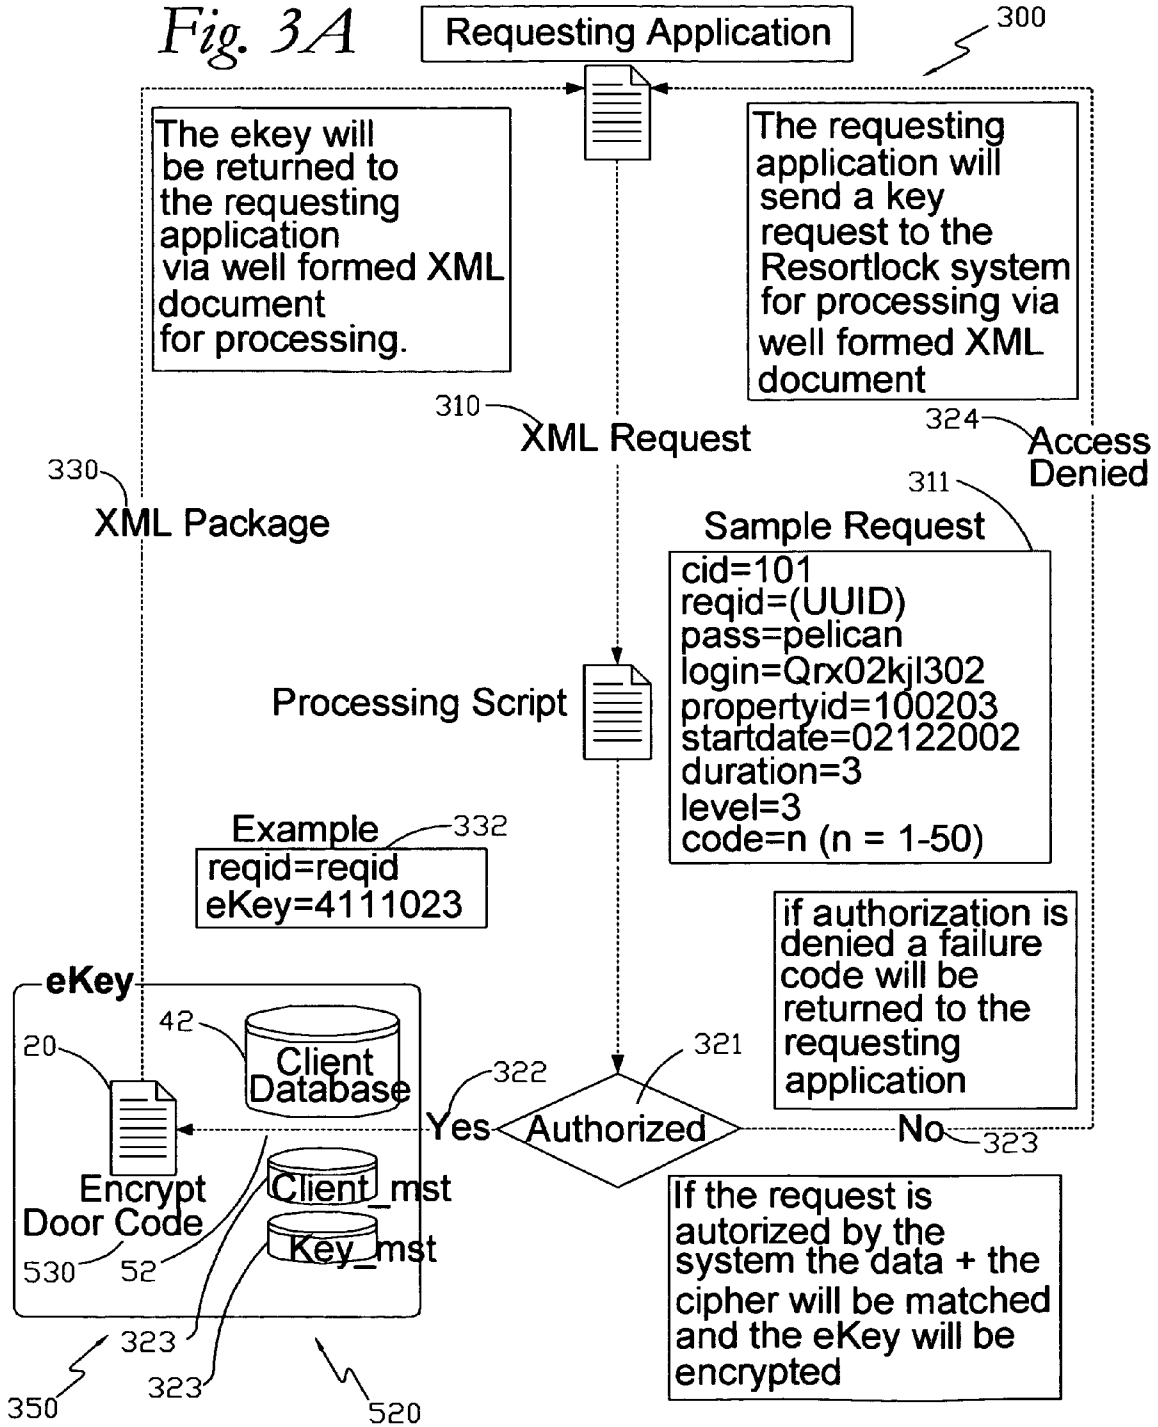 Fig. 3A
Requesting Application
300
The ekey will
be returned to
the requesting
application
via well formed XML
document
for processing.
The requesting
application will
send a key
request to the
Resortlock system
for processing via
well formed XML
document
310
XML Request
324
Access
Denied
330
XML Package
311
Sample Request
cid=101
reqid=(UUID)
pass=pelican
login=Qrx02kjl302
propertyid=100203
startdate=02122002
duration=3
level=3
code=n (n = 1-50)
Processing Script
Example
332
reqid=reqid
eKey=4111023
if authorization is
denied a failure
code will be
returned to the
requesting
application
eKey
42
20
Client
Database
322
321
Yes
Authorized
No
323
Encrypt
Door Code
Client_mst
Key_mst
530
52
323
323
350
520
If the request is
autorized by the
system the data + the
cipher will be matched
and the eKey will be
encrypted